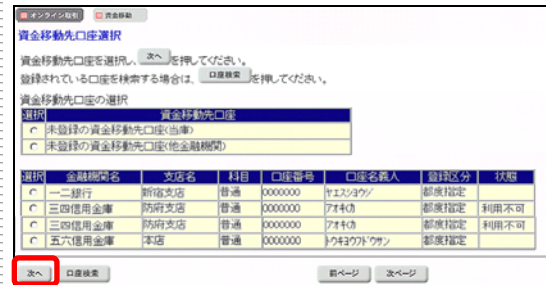 オンライン取引 資金移動
資金移動先口座選択
資金移動先口座を選択し、 次へ を押してください。
登録されている口座を検索する場合は、 口座検索 を押してください。
資金移動先口座の選択
選択 資金移動先口座
未登録の資金移動先口座(当庫)
未登録の資金移動先口座(他金融機関)
選択 金融機関名 支店名 科目 口座番号 口座名義人 登録区分 状態
一二銀行 新宿支店 普通 0000000 ヤエスシヨウジ 都度指定
三四信用金庫 防府支店 普通 0000000 アオキ(カ 都度指定 利用不可
三四信用金庫 防府支店 普通 0000000 アオキ(カ 都度指定 利用不可
五六信用金庫 本店 普通 0000000 トウキヨウフドウサン 都度指定
次へ 口座検索 前ページ 次ページ